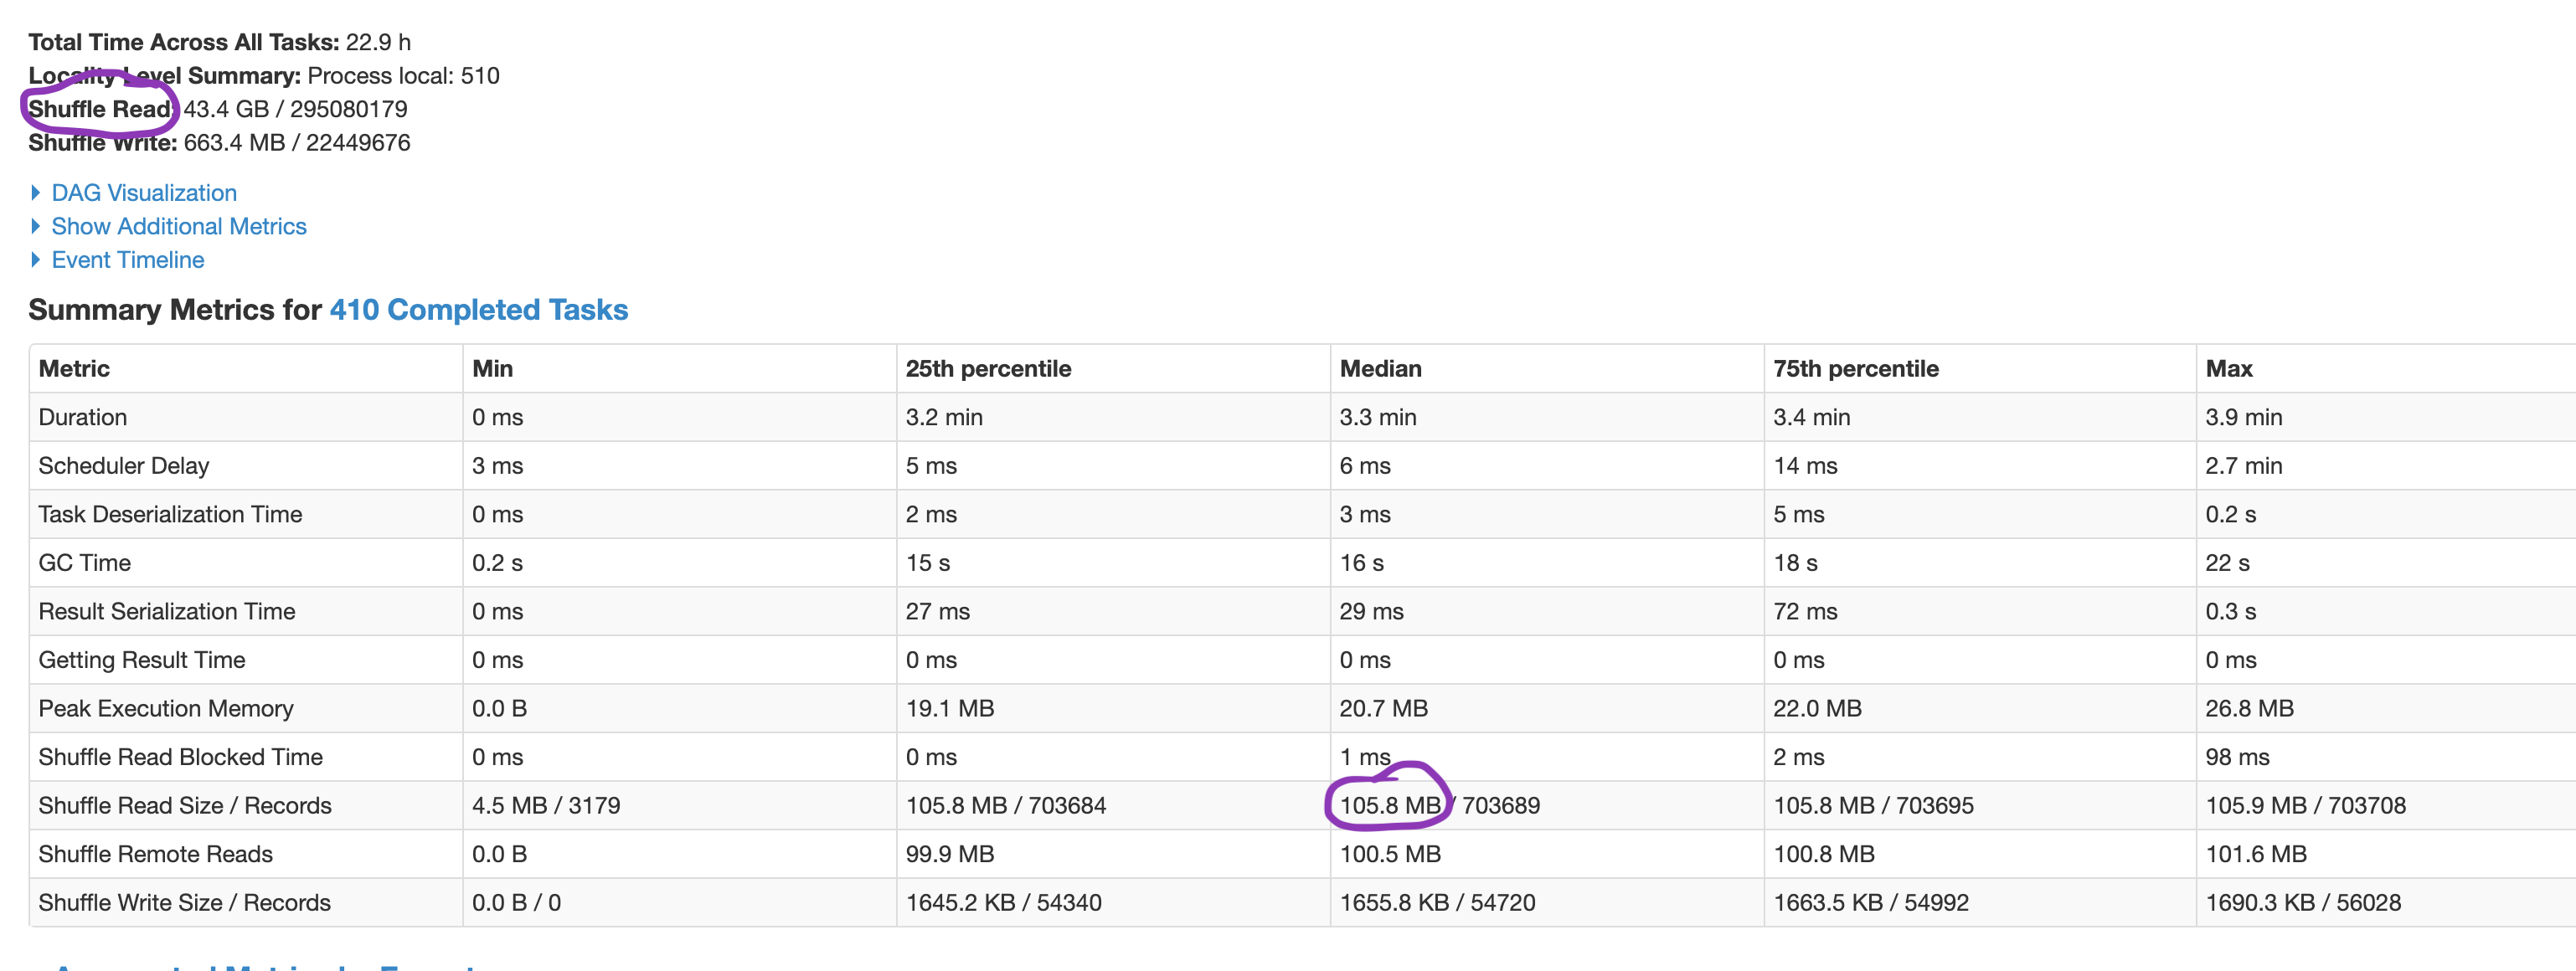 Total Time Across All Tasks: 22.9 h
Locality Level Summary: Process local: 510
Shuffle Read: 43.4 GB / 295080179
Shuffle Write: 663.4 MB / 22449676
DAG Visualization
Show Additional Metrics
Event Timeline
Summary Metrics for 410 Completed Tasks
Metric Min 25th percentile Median 75th percentile Max
Duration 0 ms 3.2 min 3.3 min 3.4 min 3.9 min
Scheduler Delay 3 ms 5 ms 6 ms 14 ms 2.7 min
Task Deserialization Time 0 ms 2 ms 3 ms 5 ms 0.2 s
GC Time 0.2 s 15 s 16 s 18 s 22 s
Result Serialization Time 0 ms 27 ms 29 ms 72 ms 0.3 s
Getting Result Time 0 ms 0 ms 0 ms 0 ms 0 ms
Peak Execution Memory 0.0 B 19.1 MB 20.7 MB 22.0 MB 26.8 MB
Shuffle Read Blocked Time 0 ms 0 ms 1 ms 2 ms 98 ms
Shuffle Read Size / Records 4.5 MB / 3179 105.8 MB / 703684 105.8 MB / 703689 105.8 MB / 703695 105.9 MB / 703708
Shuffle Remote Reads 0.0 B 99.9 MB 100.5 MB 100.8 MB 101.6 MB
Shuffle Write Size / Records 0.0 B / 0 1645.2 KB / 54340 1655.8 KB / 54720 1663.5 KB / 54992 1690.3 KB / 56028